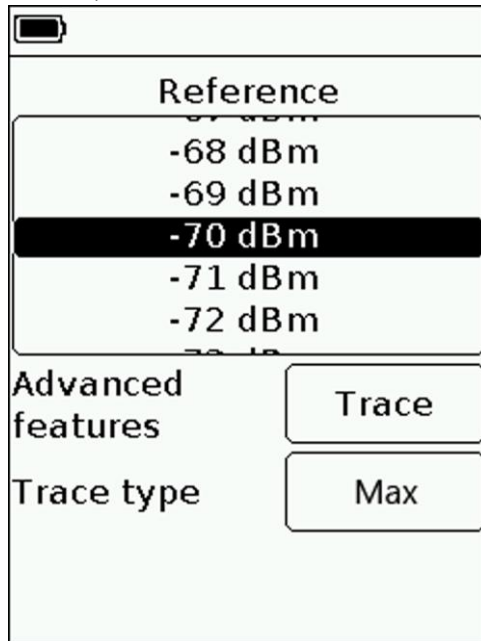 Reference
-68 dBm
-69 dBm
-70 dBm
-71 dBm
-72 dBm
Advanced
features
Trace
Trace type
Max